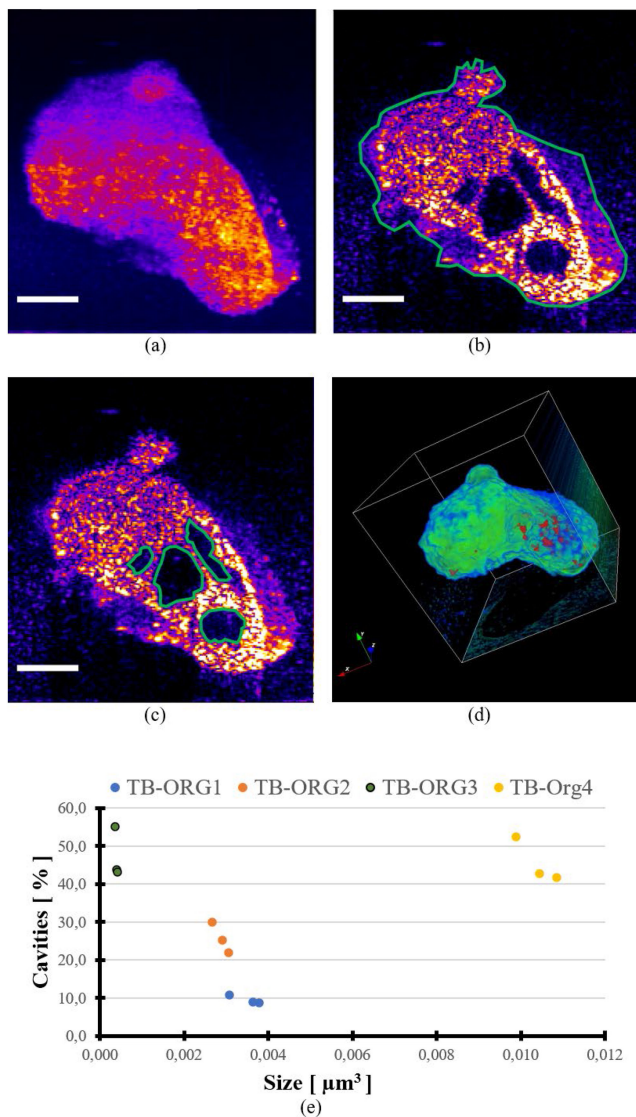 (a)
(b)
(c)
(d)
Y
Z
X
TB-ORG1 TB-ORG2 TB-ORG3 TB-Org4
60,0
50,0
40,0
30,0
20,0
10,0
0,0
Cavities [ % ]
0,000 0,002 0,004 0,006 0,008 0,010 0,012
Size [ µm³ ]
(e)